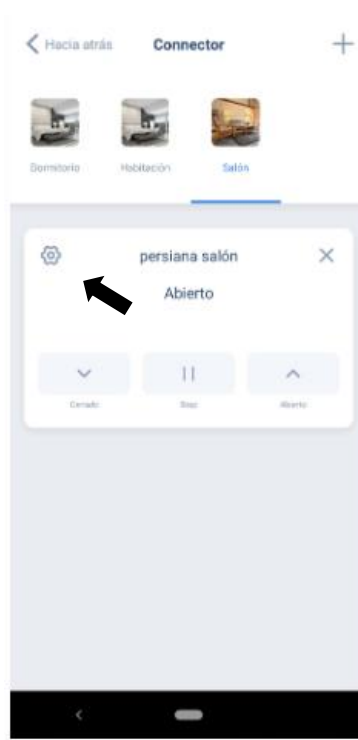 Hacia atrás Connector
Dormitorio Habitación Salón
persiana salón
Abierto
Cerrado Stop Abierto